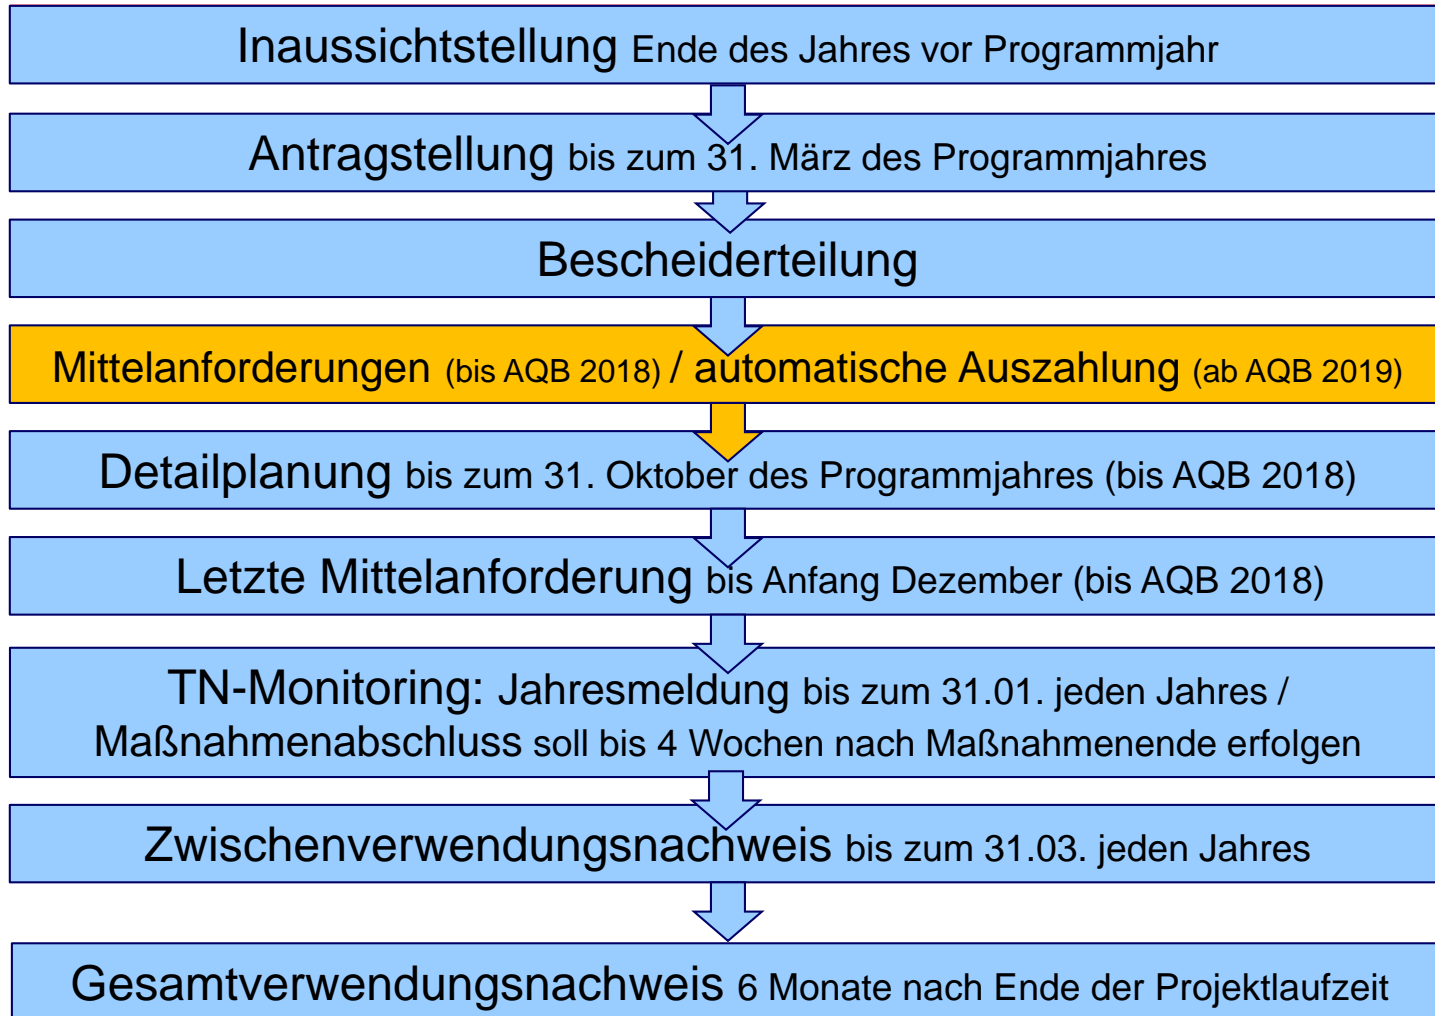 Inaussichtstellung Ende des Jahres vor Programmjahr
Antragstellung bis zum 31. März des Programmjahres
Bescheiderteilung
Mittelanforderungen (bis AQB 2018) / automatische Auszahlung (ab AQB 2019)
Detailplanung bis zum 31. Oktober des Programmjahres (bis AQB 2018)
Letzte Mittelanforderung bis Anfang Dezember (bis AQB 2018)
TN-Monitoring: Jahresmeldung bis zum 31.01. jeden Jahres /
Maßnahmenabschluss soll bis 4 Wochen nach Maßnahmenende erfolgen
Zwischenverwendungsnachweis bis zum 31.03. jeden Jahres
Gesamtverwendungsnachweis 6 Monate nach Ende der Projektlaufzeit